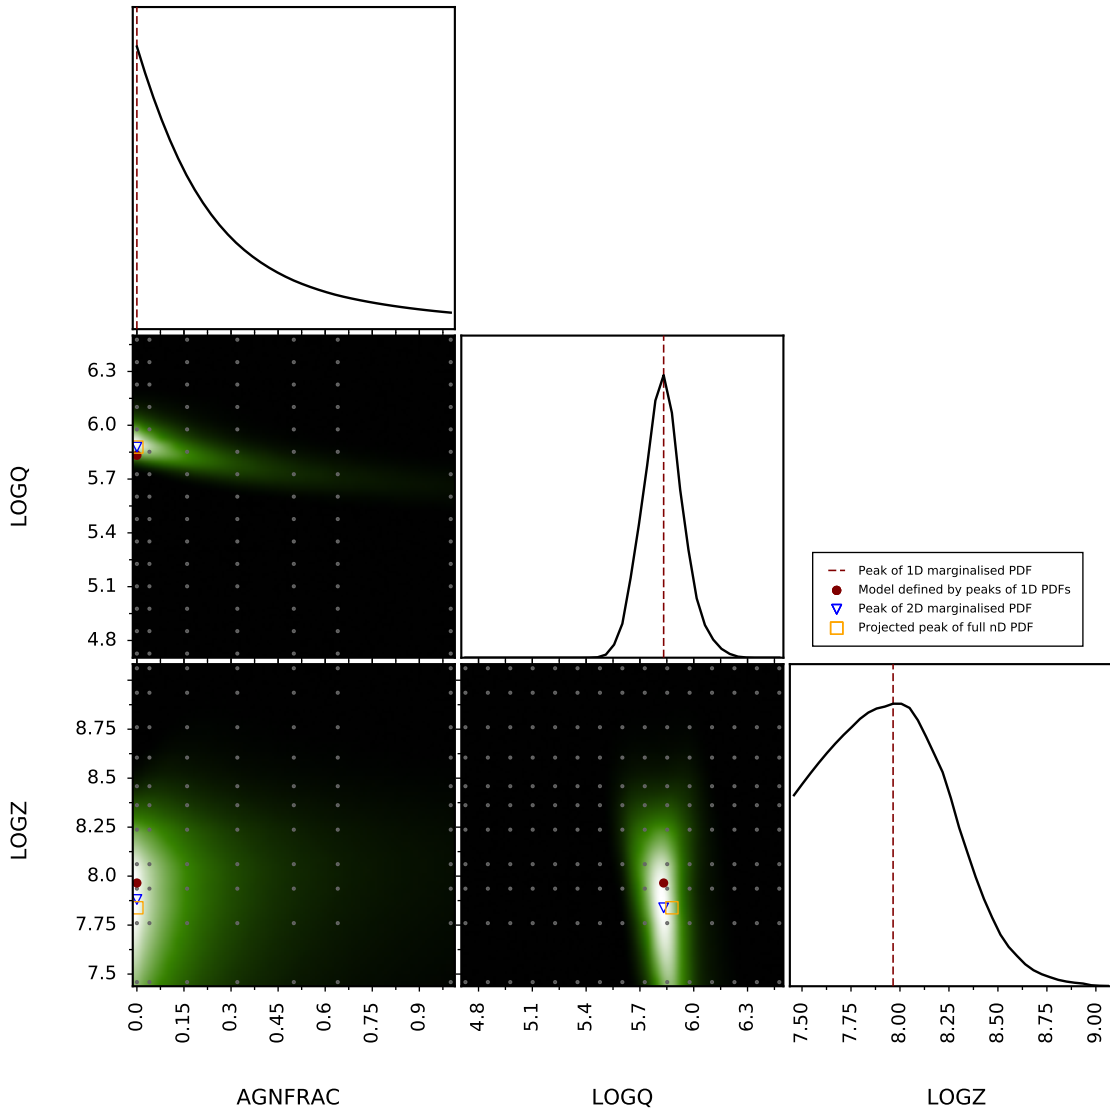 6.3
6.0
5.7
5.4
5.1
4.8
LOGQ
Peak of 1D marginalised PDF
Model defined by peaks of 1D PDFs
Peak of 2D marginalised PDF
Projected peak of full nD PDF
8.75
8.5
8.25
8.0
7.75
7.5
LOGZ
0.0 0.15 0.3 0.45 0.6 0.75 0.9
4.8 5.1 5.4 5.7 6.0 6.3
7.50 7.75 8.00 8.25 8.50 8.75 9.00
AGNFRAC LOGQ LOGZ